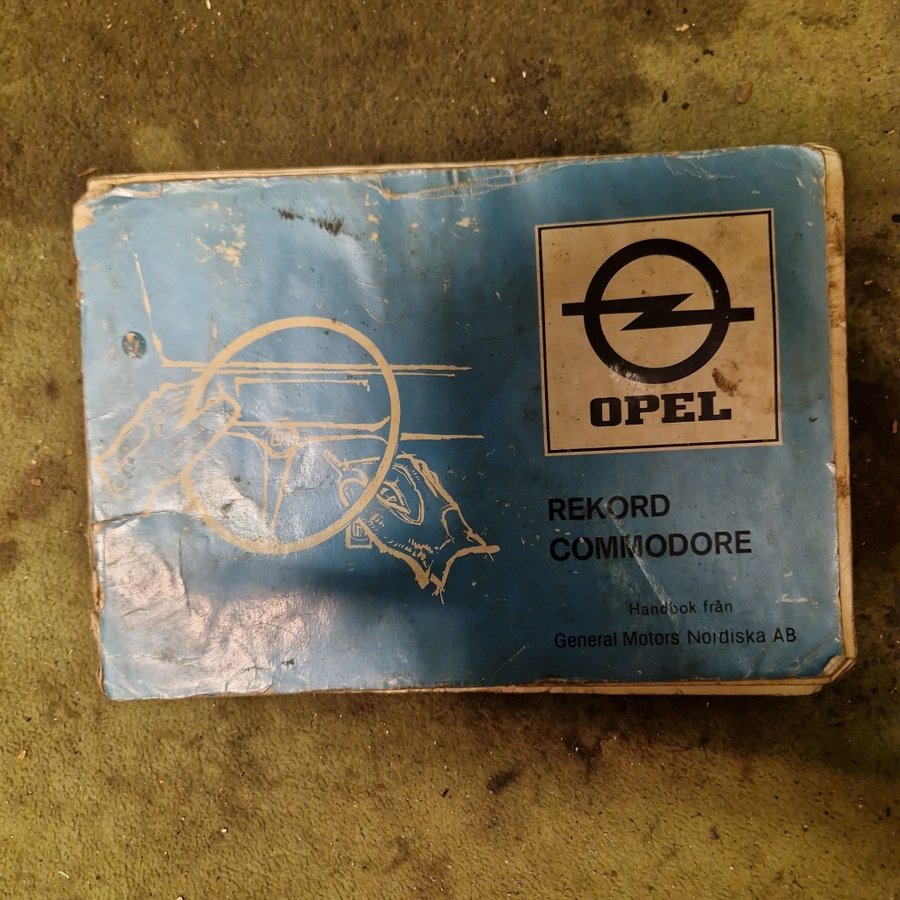 OPEL
REKORD
COMMODORE
Handbok från
General Motors Nordiska AB